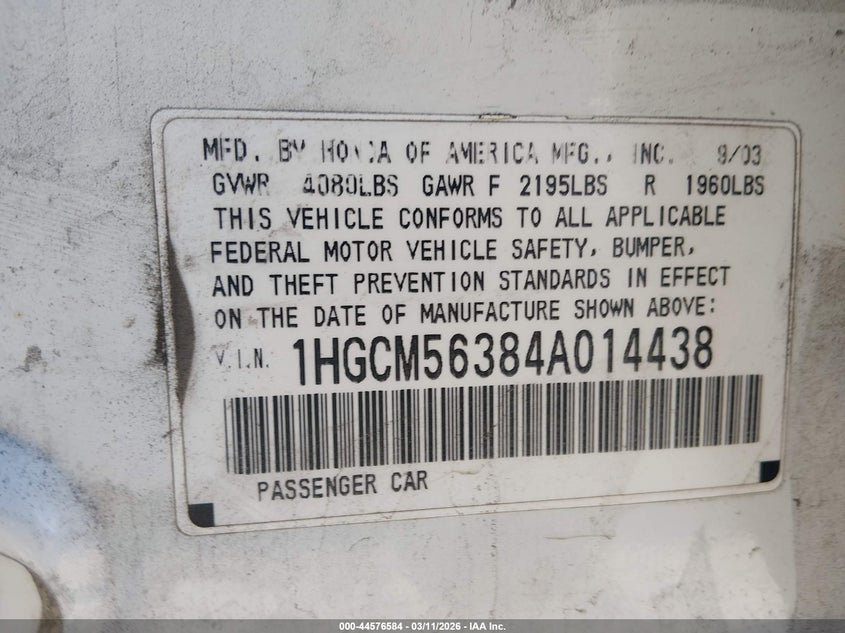 MFD. BY HONDA OF AMERICA MFG., INC. 9/03
GVWR 4080LBS GAWR F 2195LBS R 1960LBS
THIS VEHICLE CONFORMS TO ALL APPLICABLE
FEDERAL MOTOR VEHICLE SAFETY, BUMPER,
AND THEFT PREVENTION STANDARDS IN EFFECT
ON THE DATE OF MANUFACTURE SHOWN ABOVE:
V.I.N. 1HGCM56384A014438
PASSENGER CAR
000-44576584 | 03/11/2026 | IAA Inc.